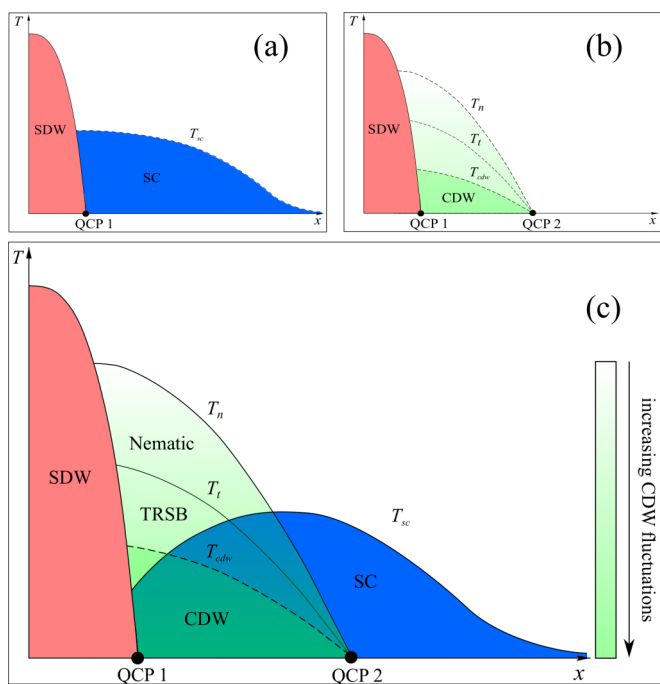 T
(a)
SDW
T_sc
SC
QCP 1
x
T
(b)
T_n
SDW
T_t
T_cdw
CDW
QCP 1
QCP 2
x
T
(c)
T_n
Nematic
SDW
T_t
TRSB
T_sc
T_cdw
SC
CDW
increasing CDW
fluctuations
QCP 1
QCP 2
x